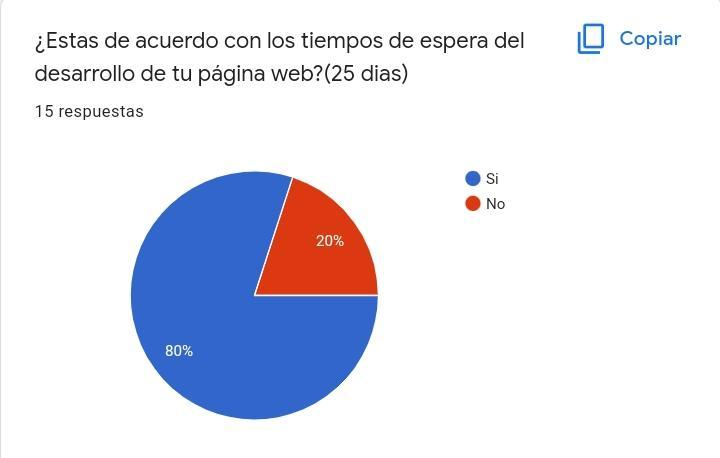 ¿Estas de acuerdo con los tiempos de espera del
desarrollo de tu página web?(25 dias)
Copiar
15 respuestas
Si
No
20%
80%